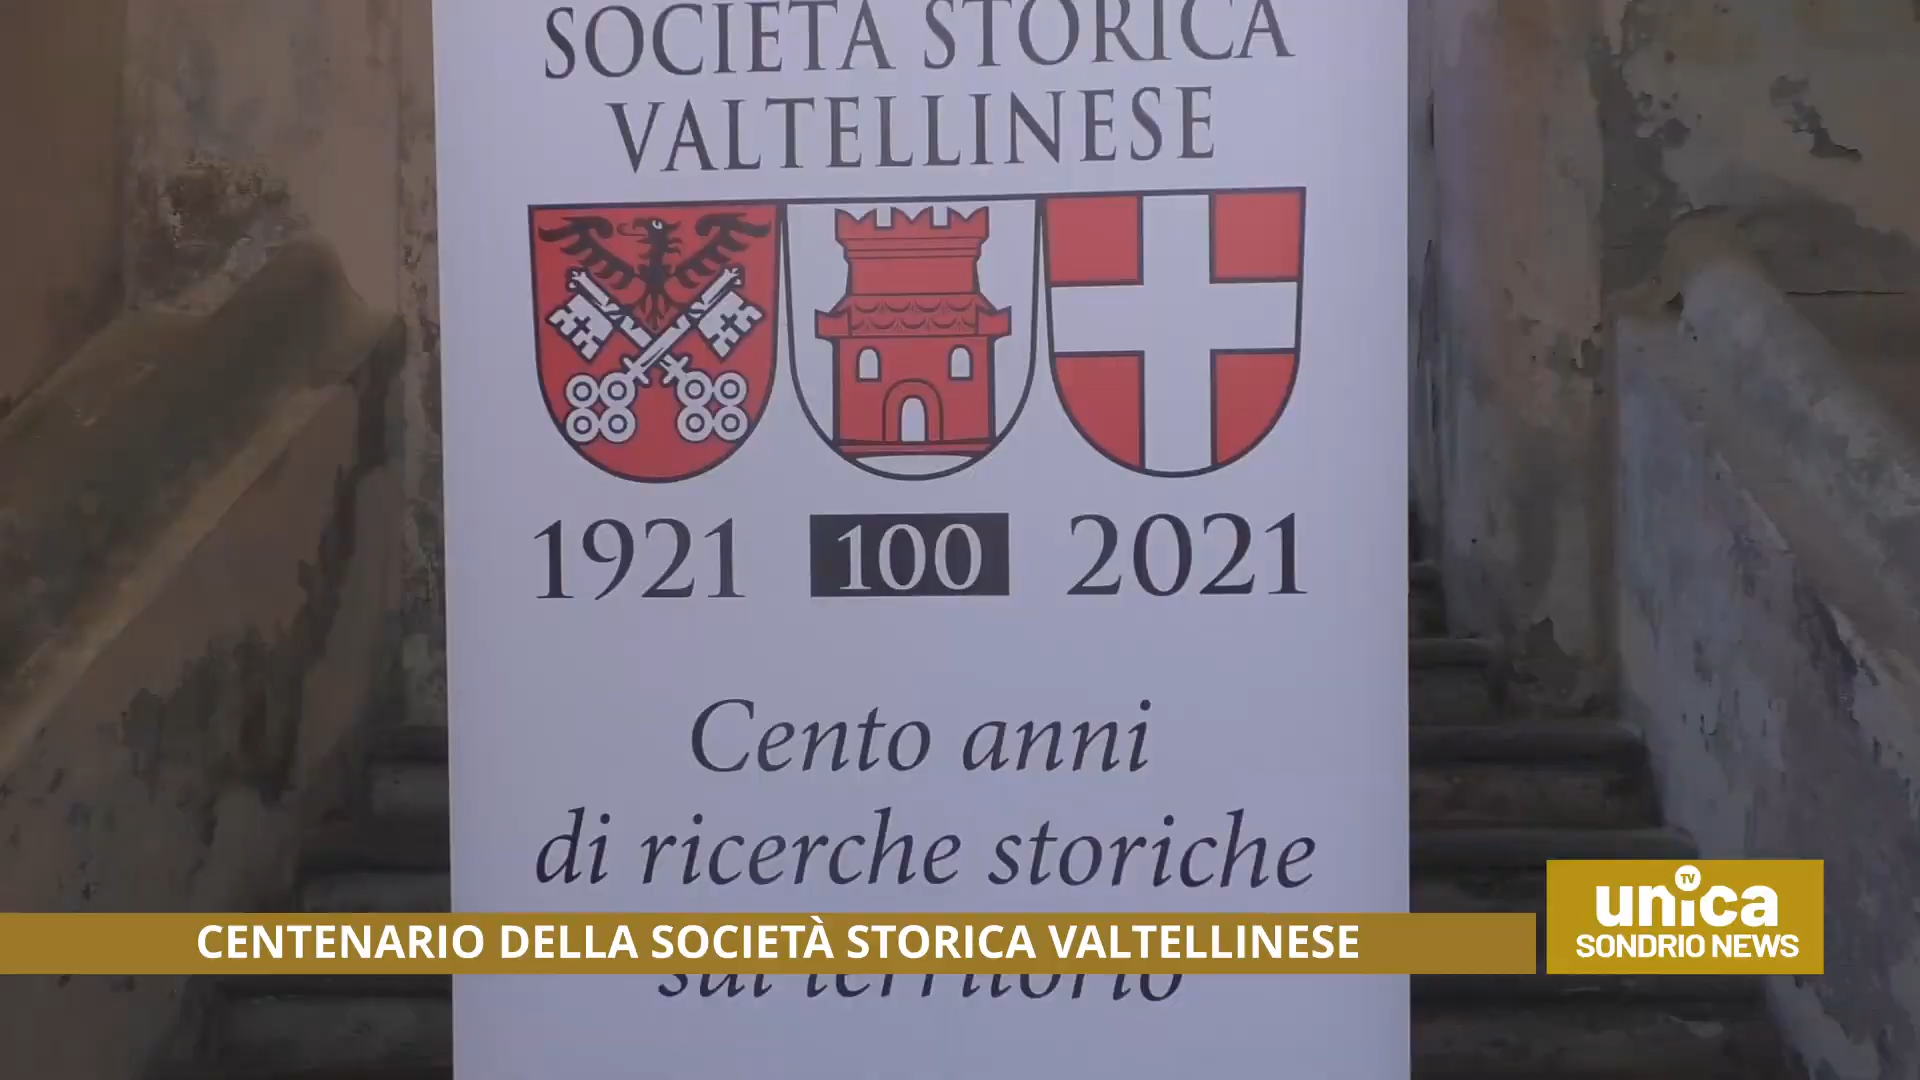 SOCIETÀ STORICA
VALTELLINESE
1921 100 2021
Cento anni
di ricerche storiche
sul territorio
CENTENARIO DELLA SOCIETÀ STORICA VALTELLINESE
unica TV
SONDRIO NEWS